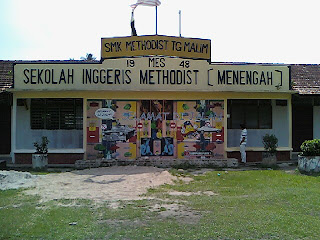 SMK METHODIST TG MALIM
19 MES 48
SEKOLAH INGGERIS METHODIST [MENENGAH]